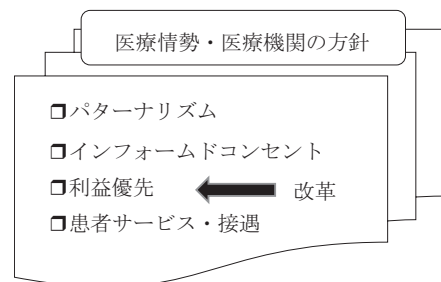 医療情勢・医療機関の方針
❒パターナリズム
❒インフォームドコンセント
❒利益優先 改革
❒患者サービス・接遇